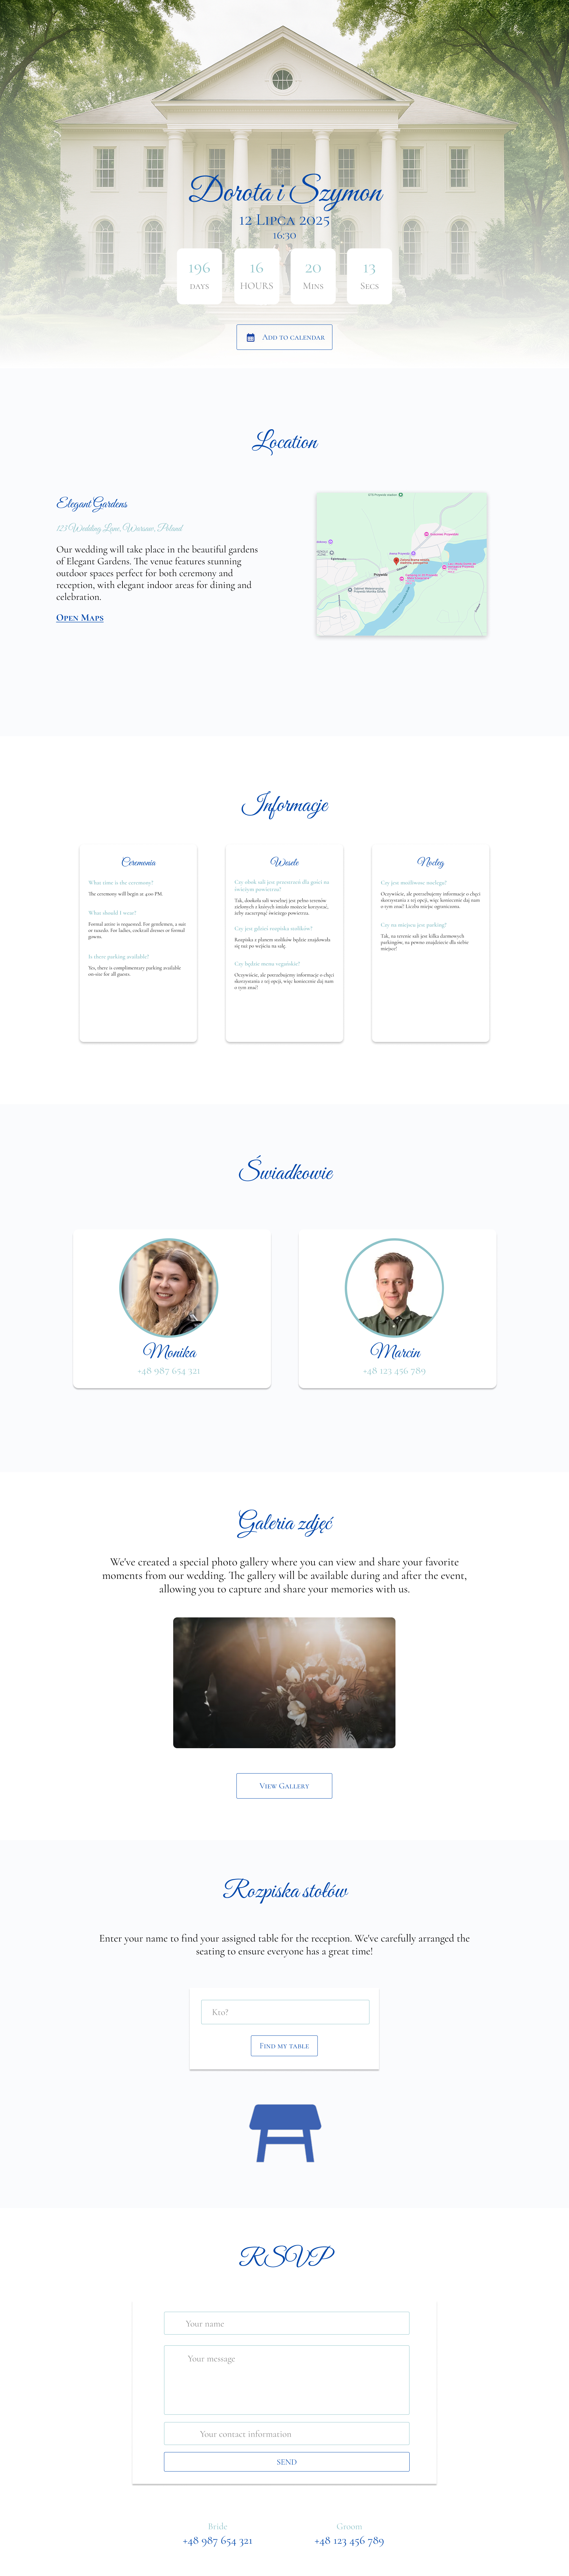 Dorota i Szymon
12 Lipca 2025
16:30
196
days
16
HOURS
20
Mins
13
Secs
Add to calendar
Location
Elegant Gardens
123 Wedding Lane, Warsaw, Poland
Our wedding will take place in the beautiful gardens
of Elegant Gardens. The venue features stunning
outdoor spaces perfect for both ceremony and
reception, with elegant indoor areas for dining and
celebration.
Open Maps
Informacje
Ceremonia
What time is the ceremony?
The ceremony will begin at 4:00 PM.
What should I wear?
Formal attire is requested. For gentlemen, a suit
or tuxedo. For ladies, cocktail dresses or formal
gowns.
Is there parking available?
Yes, there is complimentary parking available
on-site for all guests.
Wesele
Czy obok sali jest przestrzeń dla gości na
świeżym powietrzu?
Tak, dookoła sali weselnej jest pełno terenów
zielonych z których śmiało możecie korzystać,
żeby zaczerpnąć świeżego powietrza.
Czy jest gdzieś rozpiska stolików?
Rozpiska z planem stolików będzie znajdowała
się tuż po wejściu na salę.
Czy będzie menu wegańskie?
Oczywiście, ale potrzebujemy informacje o chęci
skorzystania z tej opcji, więc koniecznie daj nam
o tym znać!
Nocleg
Czy jest możliwość noclegu?
Oczywiście, ale potrzebujemy informacje o chęci
skorzystania z tej opcji, więc koniecznie daj nam
o tym znać! Liczba miejsc ograniczona.
Czy na miejscu jest parking?
Tak, na terenie sali jest kilka darmowych
parkingów, na pewno znajdziecie dla siebie
miejsce!
Świadkowie
Monika
+48 987 654 321
Marcin
+48 123 456 789
Galeria zdjęć
We've created a special photo gallery where you can view and share your favorite
moments from our wedding. The gallery will be available during and after the event,
allowing you to capture and share your memories with us.
View Gallery
Rozpiska stołów
Enter your name to find your assigned table for the reception. We've carefully arranged the
seating to ensure everyone has a great time!
Kto?
Find my table
RSVP
Your name
Your message
Your contact information
SEND
Bride
+48 987 654 321
Groom
+48 123 456 789